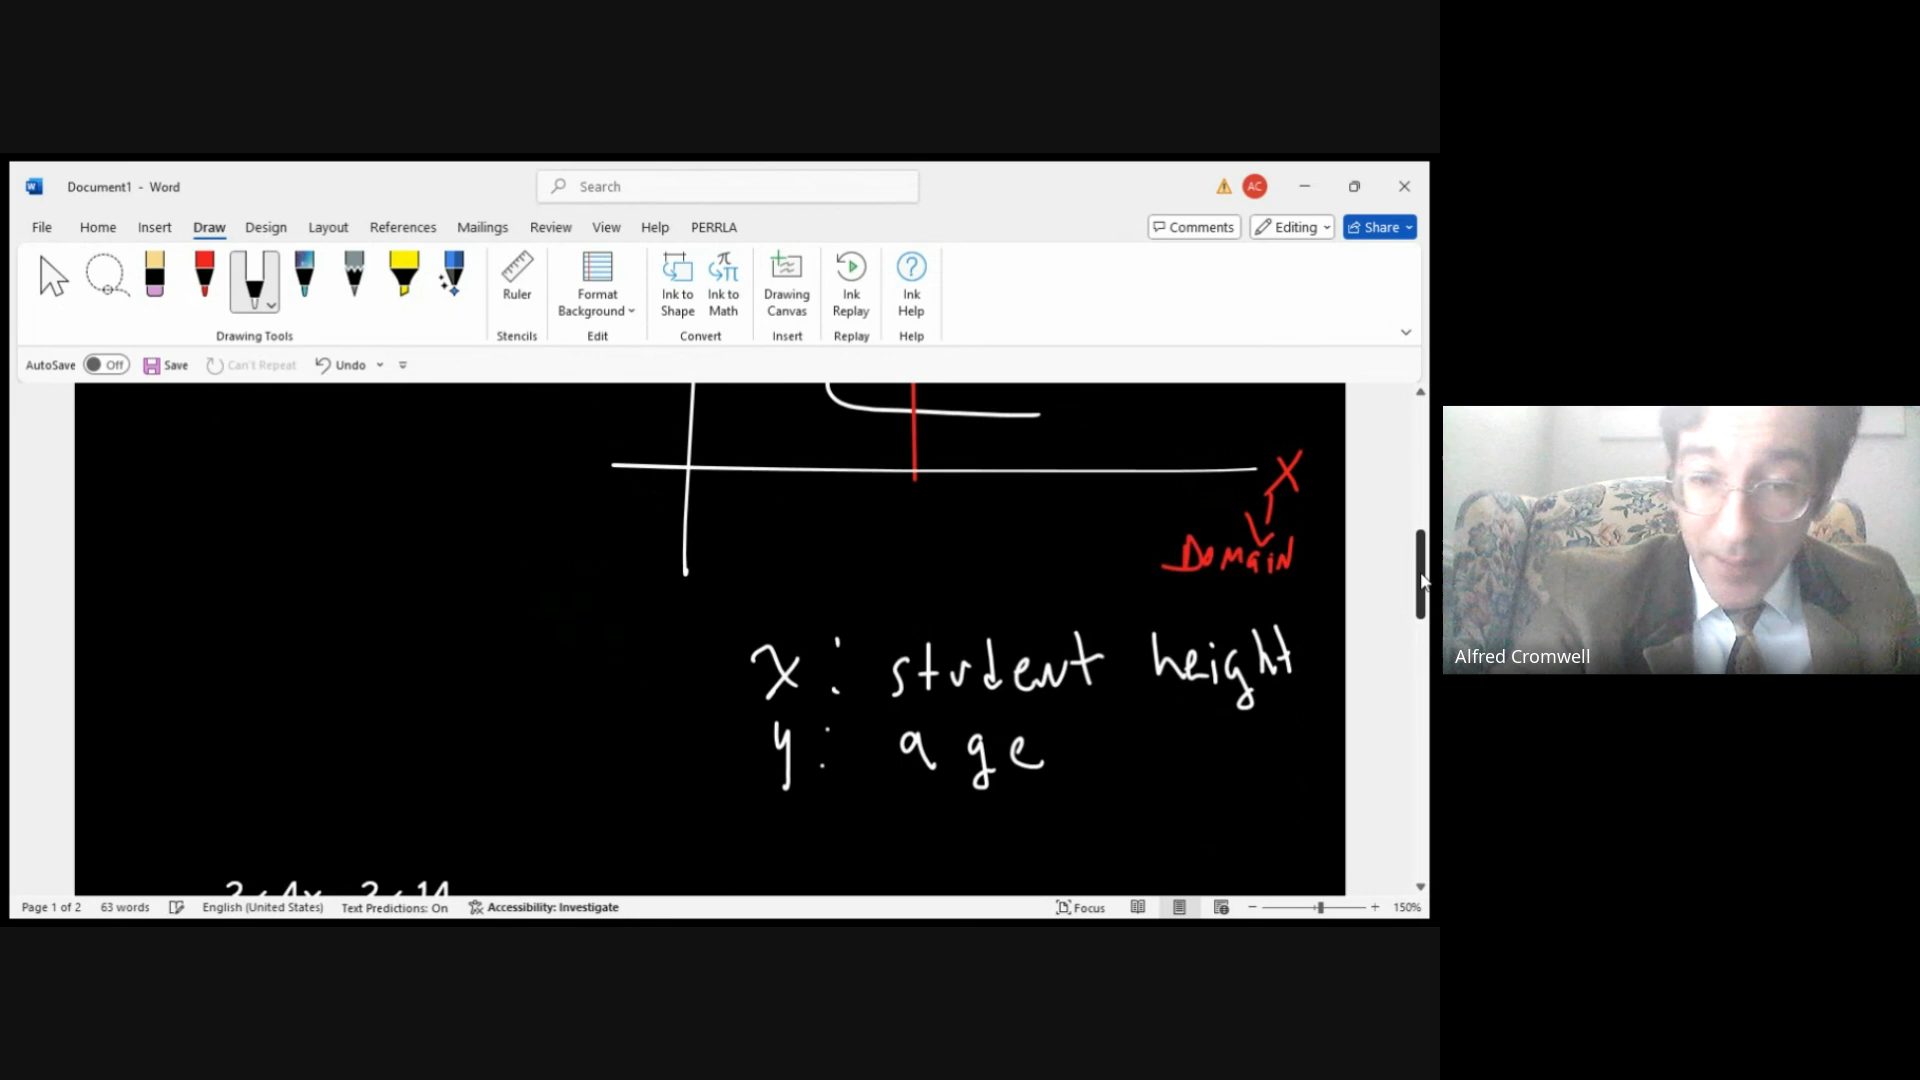 Document1 - Word
Search
AC
File Home Insert Draw Design Layout References Mailings Review View Help PERRLA
Comments Editing Share
Ruler
Format Background
Ink to Shape
Ink to Math
Drawing Canvas
Ink Replay
Ink Help
Drawing Tools Stencils Edit Convert Insert Replay Help
AutoSave Off Save Can't Repeat Undo
X
DOMAIN
x: student height
y: age
Alfred Cromwell
Page 1 of 2 63 words English (United States) Text Predictions: On Accessibility: Investigate Focus 150%